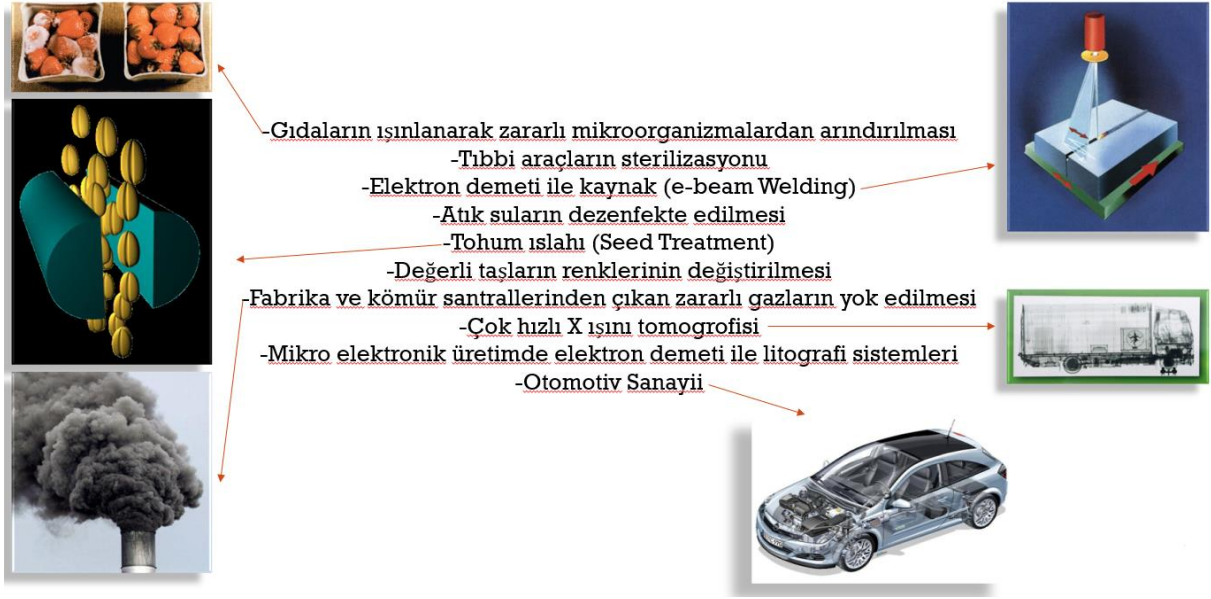 -Gıdaların ışınlanarak zararlı mikroorganizmalardan arındırılması
-Tıbbi araçların sterilizasyonu
-Elektron demeti ile kaynak (e-beam Welding)
-Atık suların dezenfekte edilmesi
-Tohum ıslahı (Seed Treatment)
-Değerli taşların renklerinin değiştirilmesi
-Fabrika ve kömür santrallerinden çıkan zararlı gazların yok edilmesi
-Çok hızlı X ışını tomogrofisi
-Mikro elektronik üretimde elektron demeti ile litografi sistemleri
-Otomotiv Sanayii